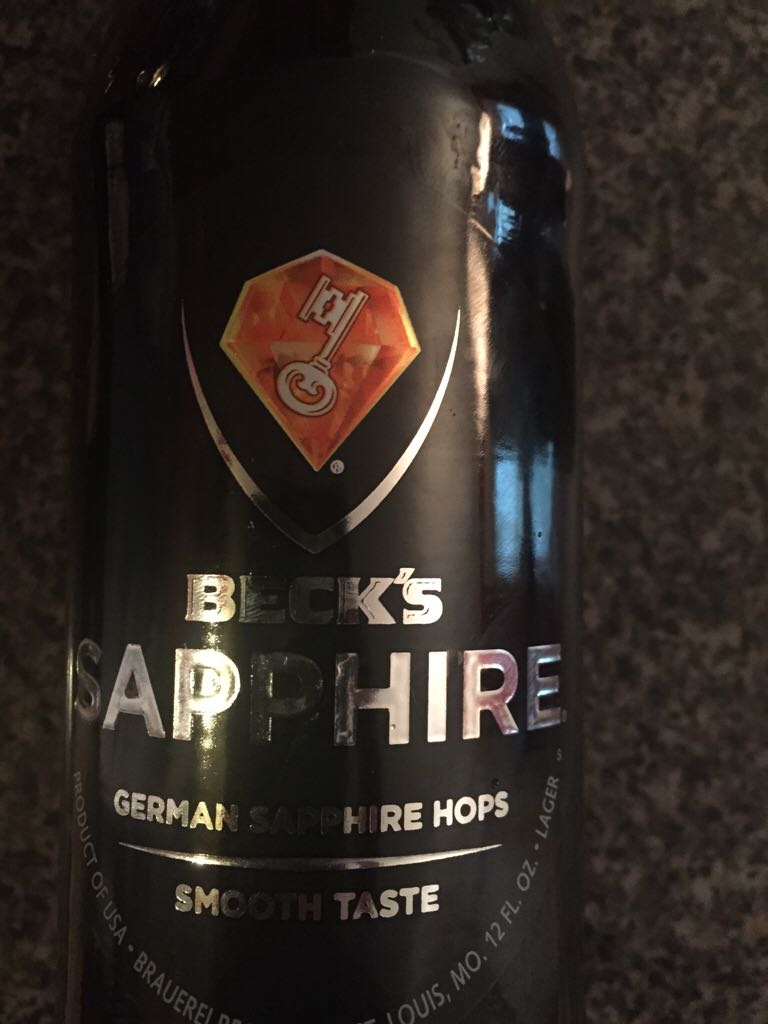 ®
BECK'S
SAPPHIRE
GERMAN SAPPHIRE HOPS
SMOOTH TASTE
PRODUCT OF USA • BRAUEREI LOUIS, MO. 12 FL. OZ. • LAGER